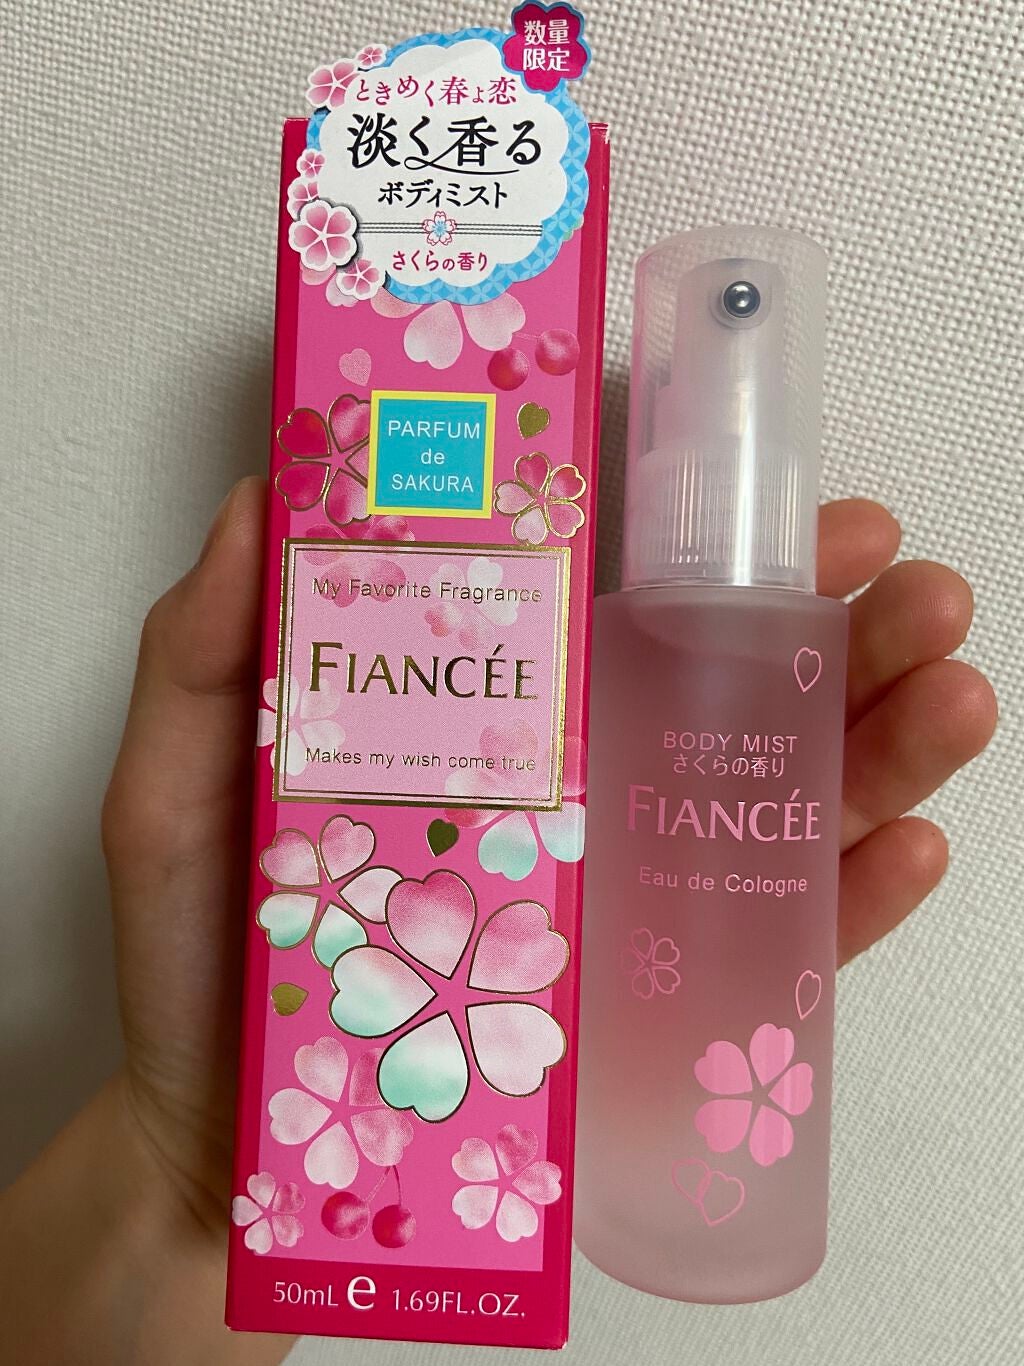 数量
限定
ときめく春よ恋
淡く香る
ボディミスト
さくらの香り
PARFUM
de
SAKURA
My Favorite Fragrance
FIANCÉE
Makes my wish come true
50mL e 1.69FL.OZ.
BODY MIST
さくらの香り
FIANCÉE
Eau de Cologne